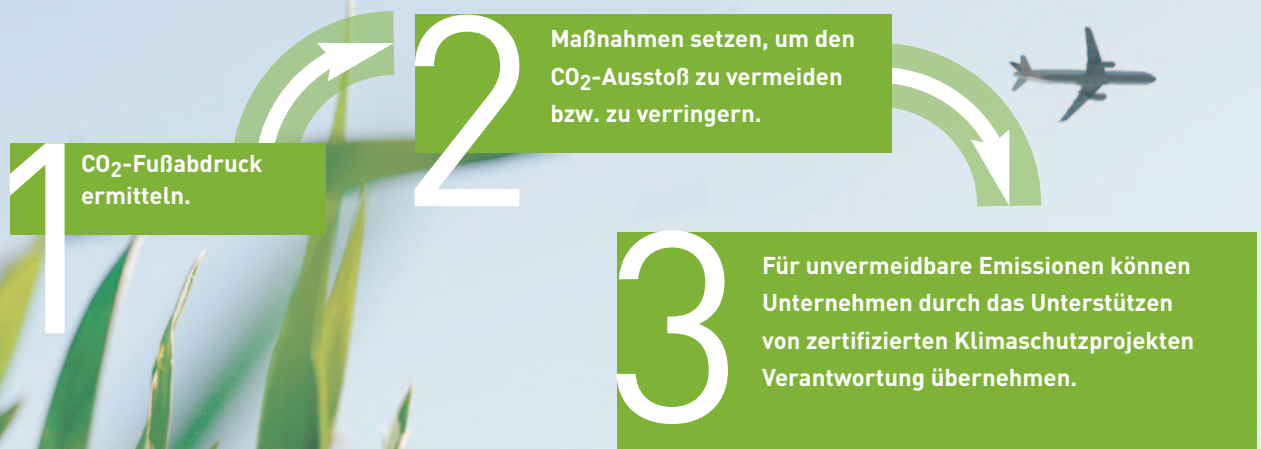 1
CO₂-Fußabdruck
ermitteln.
2
Maßnahmen setzen, um den
CO₂-Ausstoß zu vermeiden
bzw. zu verringern.
3
Für unvermeidbare Emissionen können
Unternehmen durch das Unterstützen
von zertifizierten Klimaschutzprojekten
Verantwortung übernehmen.